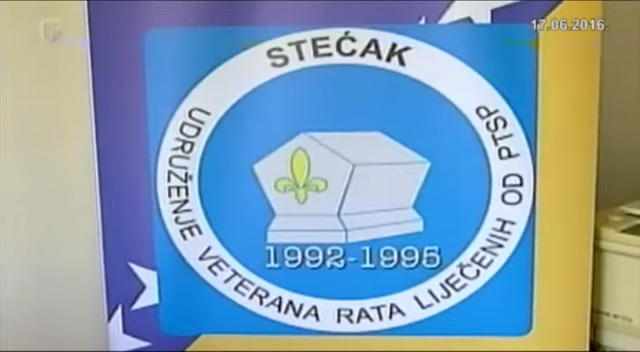 17.06.2016.
STEĆAK
UDRUŽENJE VETERANA RATA LIJEČENIH OD PTSP
1992-1995